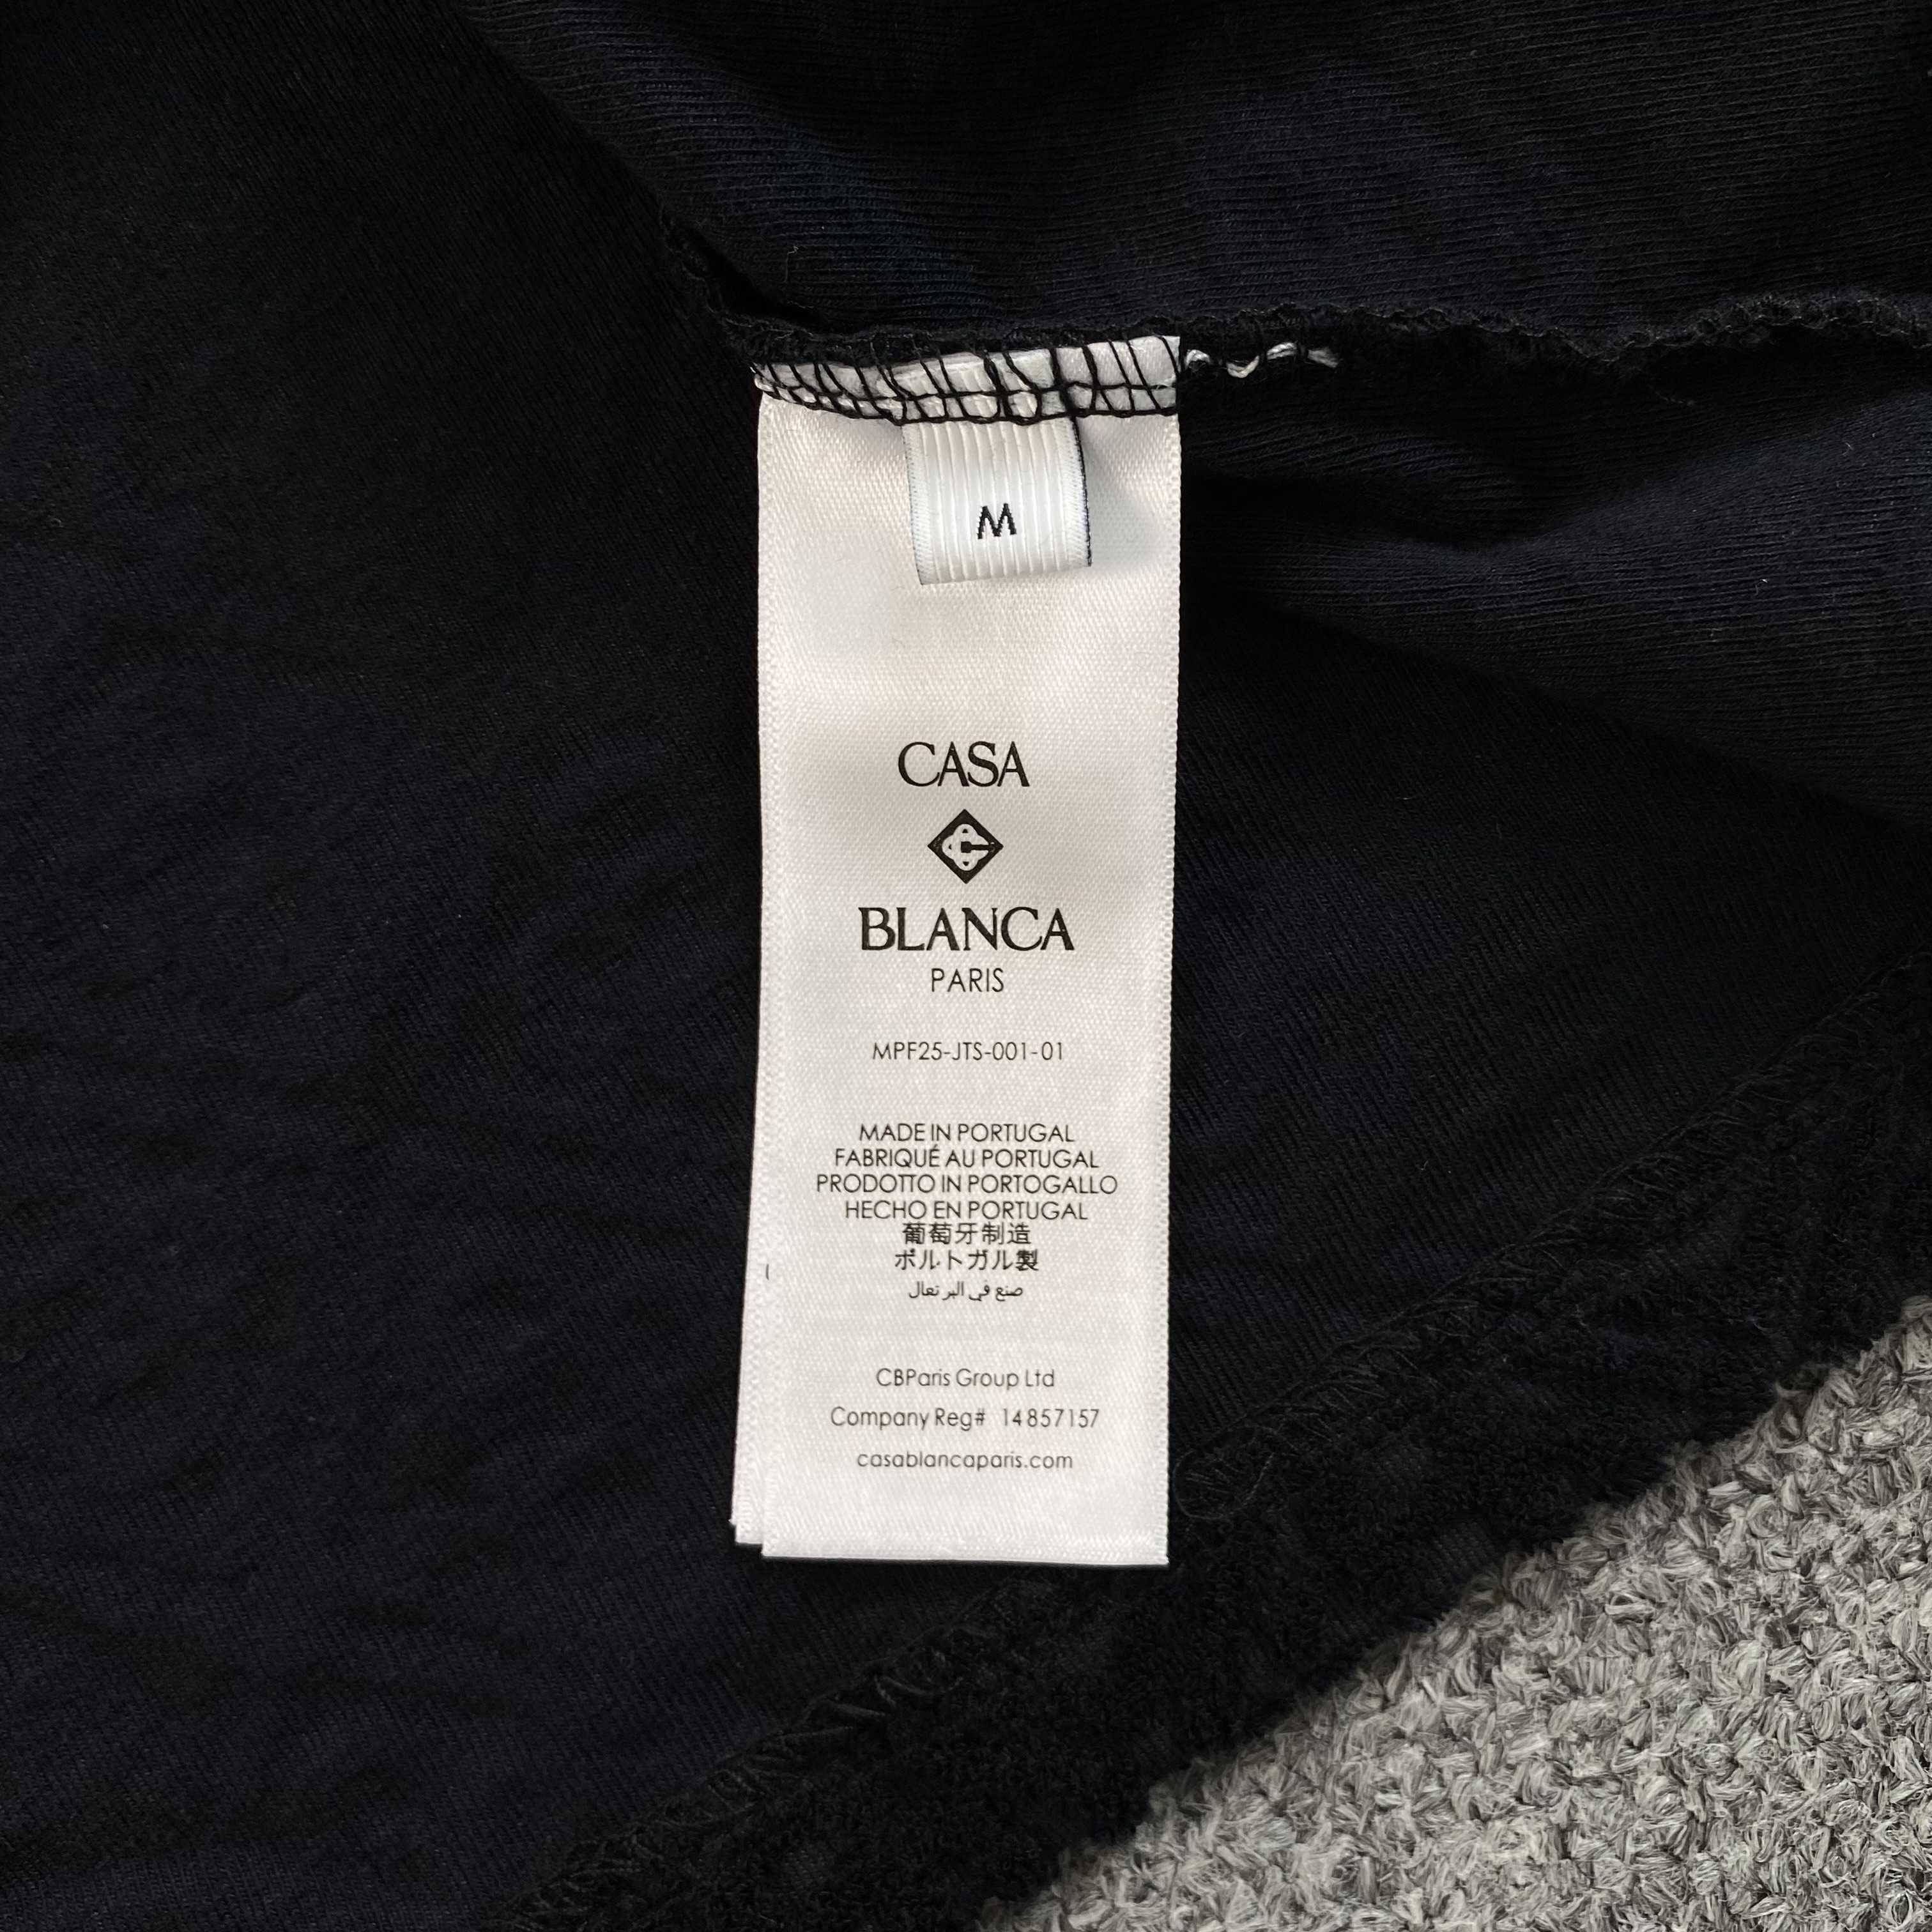 M
CASA
BLANCA
PARIS
MPF25-JTS-001-01
MADE IN PORTUGAL
FABRIQUÉ AU PORTUGAL
PRODOTTO IN PORTOGALLO
HECHO EN PORTUGAL
葡萄牙制造
ポルトガル製
صنع في البر تعال
CBParis Group Ltd
Company Reg# 14857157
casablancaparis.com